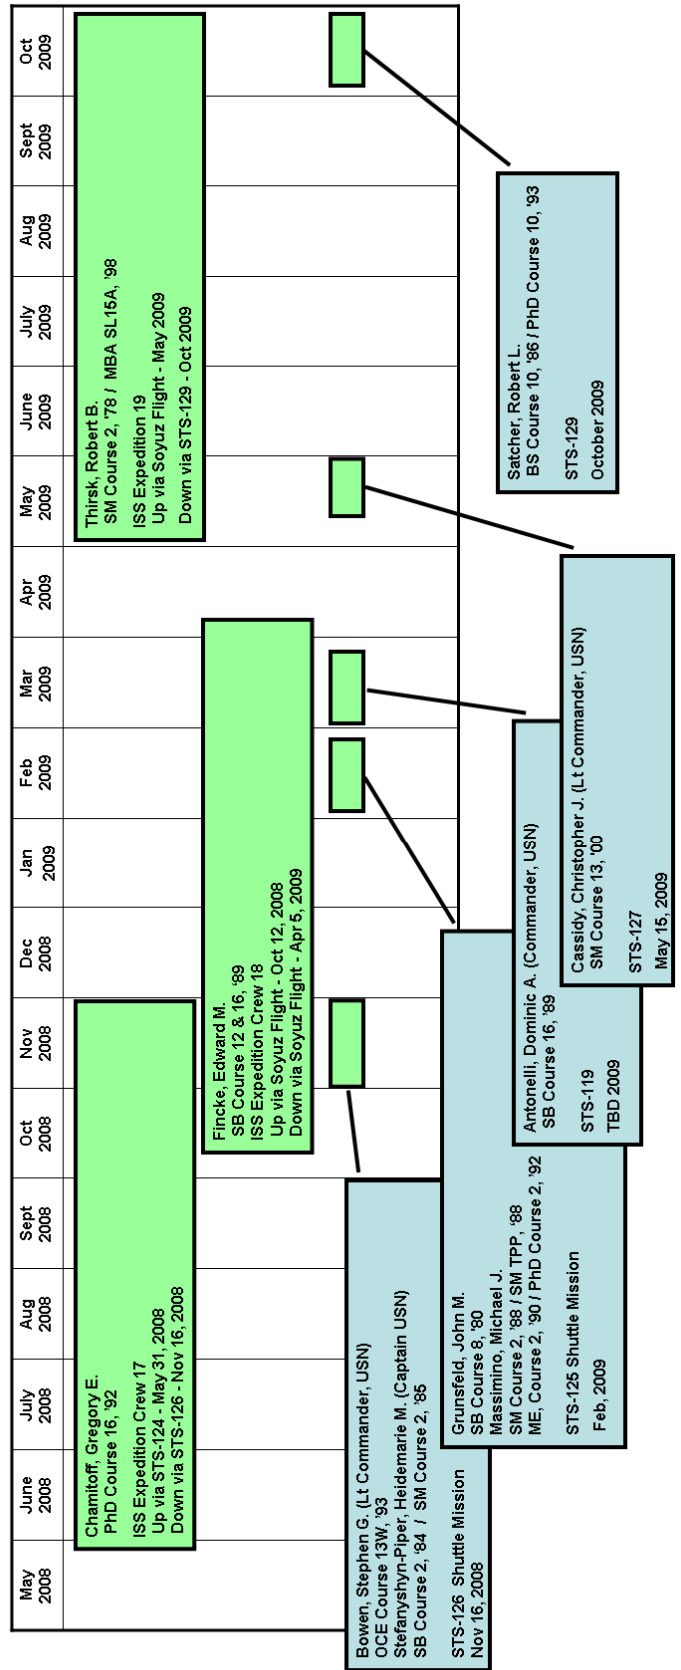 May
2008
June
2008
July
2008
Aug
2008
Sept
2008
Oct
2008
Nov
2008
Dec
2008
Jan
2009
Feb
2009
Mar
2009
Apr
2009
May
2009
June
2009
July
2009
Aug
2009
Sept
2009
Oct
2009
Chamitoff, Gregory E.
PhD Course 16, '92
ISS Expedition Crew 17
Up via STS-124 - May 31, 2008
Down via STS-126 - Nov 16, 2008
Fincke, Edward M.
SB Course 12 & 16, '89
ISS Expedition Crew 18
Up via Soyuz Flight - Oct 12, 2008
Down via Soyuz Flight - Apr 5, 2009
Thirsk, Robert B.
SM Course 2, '78 / MBA SL15A, '98
ISS Expedition 19
Up via Soyuz Flight - May 2009
Down via STS-129 - Oct 2009
Bowen, Stephen G. (Lt Commander, USN)
OCE Course 13W, '93
Stefanyshyn-Piper, Heidemarie M. (Captain USN)
SB Course 2, '84 / SM Course 2, '85
STS-126 Shuttle Mission
Nov 16, 2008
Grunsfeld, John M.
SB Course 8, '80
Massimino, Michael J.
SM Course 2, '88 / SM TPP, '88
ME, Course 2, '90 / PhD Course 2, '92
STS-125 Shuttle Mission
Feb, 2009
Antonelli, Dominic A. (Commander, USN)
SB Course 16, '89
STS-119
TBD 2009
Cassidy, Christopher J. (Lt Commander, USN)
SM Course 13, '00
STS-127
May 15, 2009
Satcher, Robert L.
BS Course 10, '86 / PhD Course 10, '93
STS-129
October 2009